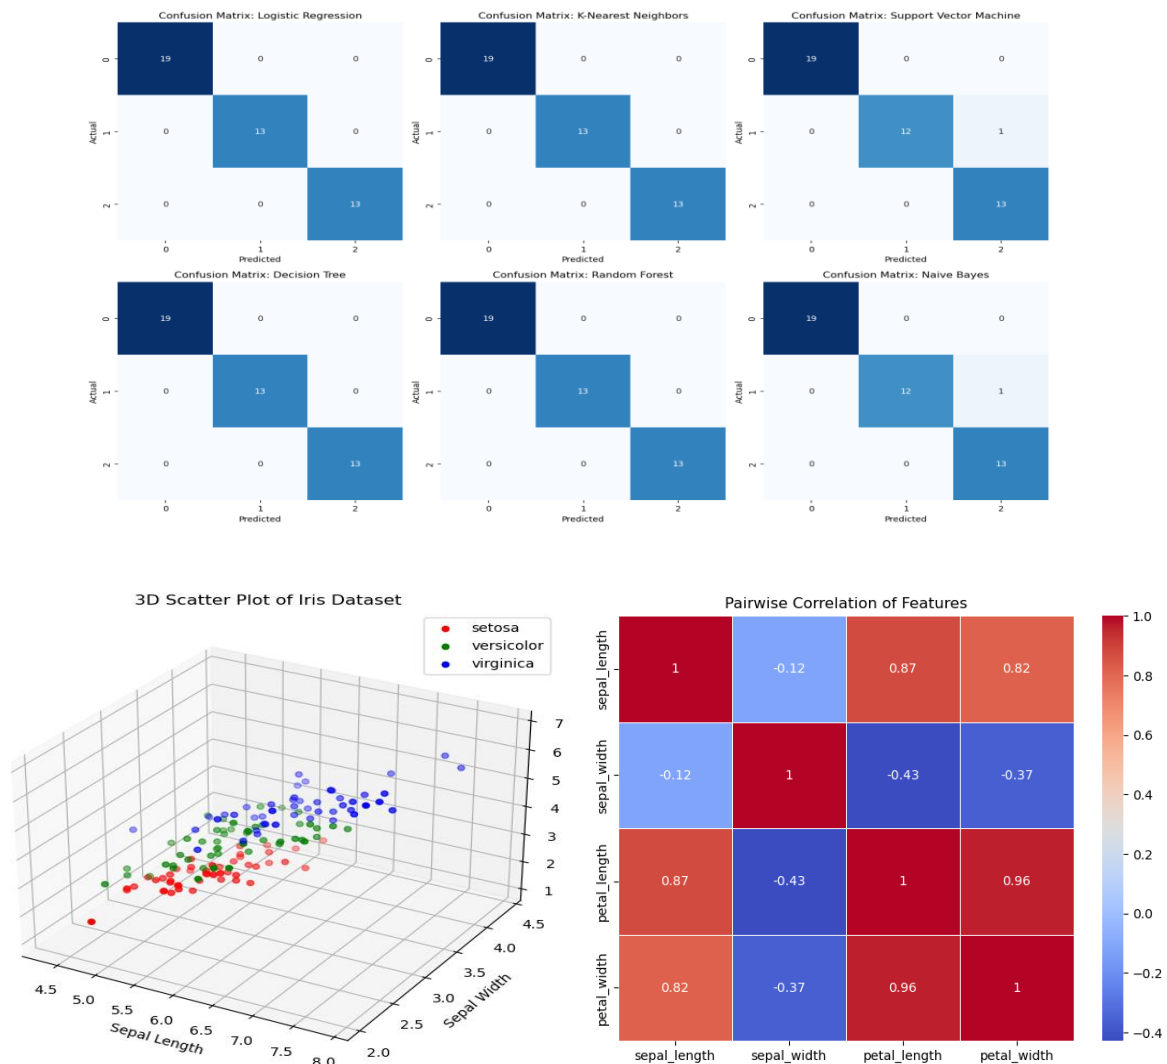 Confusion Matrix: Logistic Regression
0
19 0 0
Actual
1
0 13 0
2
0 0 13
0 1 2
Predicted
Confusion Matrix: K-Nearest Neighbors
0
19 0 0
Actual
1
0 13 0
2
0 0 13
0 1 2
Predicted
Confusion Matrix: Support Vector Machine
0
19 0 0
Actual
1
0 12 1
2
0 0 13
0 1 2
Predicted
Confusion Matrix: Decision Tree
0
19 0 0
Actual
1
0 13 0
2
0 0 13
0 1 2
Predicted
Confusion Matrix: Random Forest
0
19 0 0
Actual
1
0 13 0
2
0 0 13
0 1 2
Predicted
Confusion Matrix: Naive Bayes
0
19 0 0
Actual
1
0 12 1
2
0 0 13
0 1 2
Predicted
3D Scatter Plot of Iris Dataset
setosa
versicolor
virginica
7
6
5
4
3
2
1
4.5
4.0
3.5
3.0
2.5
2.0
Sepal Width
4.5 5.0 5.5 6.0 6.5 7.0 7.5 8.0
Sepal Length
Pairwise Correlation of Features
sepal_length
1 -0.12 0.87 0.82
sepal_width
-0.12 1 -0.43 -0.37
petal_length
0.87 -0.43 1 0.96
petal_width
0.82 -0.37 0.96 1
sepal_length sepal_width petal_length petal_width
1.0
0.8
0.6
0.4
0.2
0.0
−0.2
−0.4